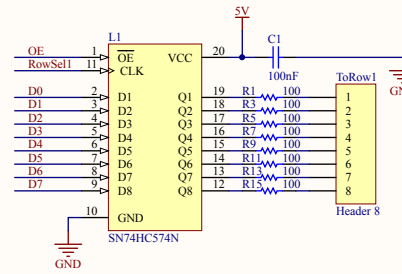 5V
L1
C1
OE 1 OE VCC 20
RowSel1 11 CLK
100nF
ToRow1
GN
D0 2 D1 Q1 19 R1 100 1
D1 3 D2 Q2 18 R3 100 2
D2 4 D3 Q3 17 R5 100 3
D3 5 D4 Q4 16 R7 100 4
D4 6 D5 Q5 15 R9 100 5
D5 7 D6 Q6 14 R11 100 6
D6 8 D7 Q7 13 R13 100 7
D7 9 D8 Q8 12 R15 100 8
10 GND
Header 8
SN74HC574N
GND